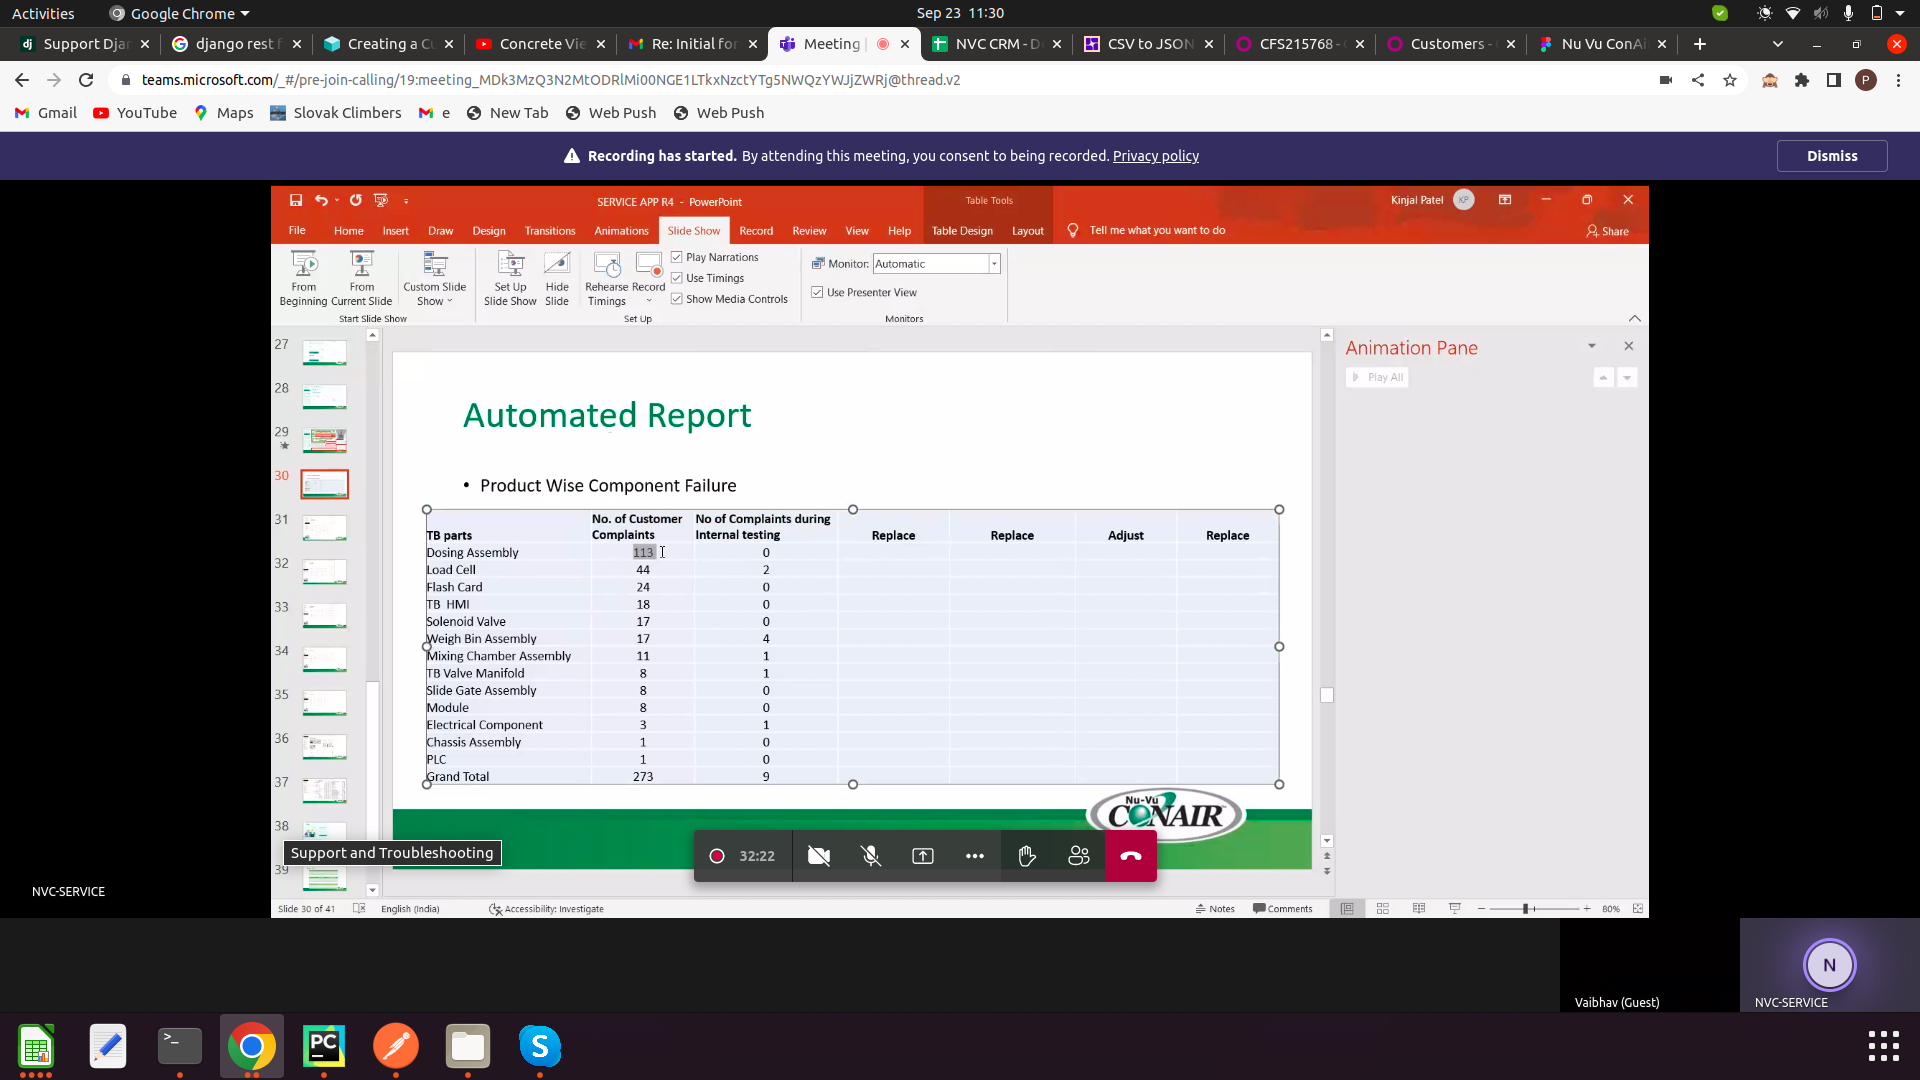 Activities Google Chrome Sep 23 11:30
Support Djan django rest f Creating a Cu Concrete Vie Re: Initial for Meeting NVC CRM - D CSV to JSON CFS215768 - Customers - Nu Vu ConAi
teams.microsoft.com/_#/pre-join-calling/19:meeting_MDk3MzQ3N2MtODRlMi00NGE1LTkxNzctYTg5NWQzYWJjZWRj@thread.v2
Gmail YouTube Maps Slovak Climbers e New Tab Web Push Web Push
Recording has started. By attending this meeting, you consent to being recorded. Privacy policy Dismiss
SERVICE APP R4 - PowerPoint Table Tools Kinjal Patel KP
File Home Insert Draw Design Transitions Animations Slide Show Record Review View Help Table Design Layout Tell me what you want to do Share
From Beginning
From Current Slide
Custom Slide Show
Set Up Slide Show
Hide Slide
Rehearse Timings
Record
Play Narrations
Use Timings
Show Media Controls
Monitor: Automatic
Use Presenter View
Start Slide Show Set Up Monitors
27
28
29
30
31
32
33
34
35
36
37
38
39
Animation Pane
Play All
Automated Report
• Product Wise Component Failure
TB parts No. of Customer Complaints No of Complaints during Internal testing Replace Replace Adjust Replace
Dosing Assembly 113 0
Load Cell 44 2
Flash Card 24 0
TB HMI 18 0
Solenoid Valve 17 0
Weigh Bin Assembly 17 4
Mixing Chamber Assembly 11 1
TB Valve Manifold 8 1
Slide Gate Assembly 8 0
Module 8 0
Electrical Component 3 1
Chassis Assembly 1 0
PLC 1 0
Grand Total 273 9
Nu-Vu
CONAIR
Support and Troubleshooting
32:22
NVC-SERVICE
Slide 30 of 41 English (India) Accessibility: Investigate Notes Comments 80%
N
Vaibhav (Guest) NVC-SERVICE
P
PC
S